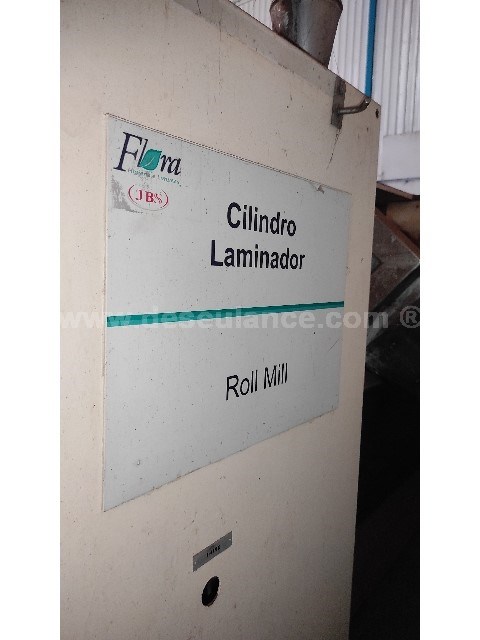 Flora
JBS
Cilindro
Laminador
www.desculance.com ®
Roll Mill